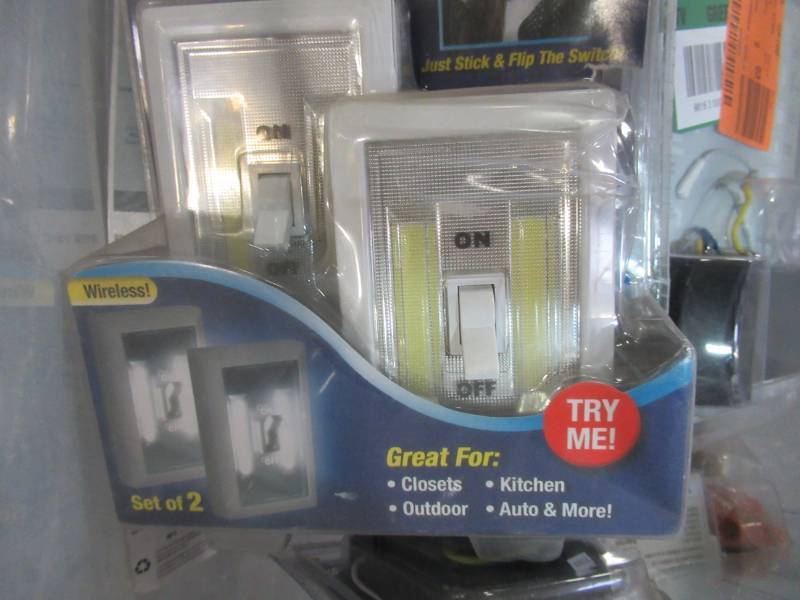 Just Stick & Flip The Switch
ON
OFF
ON
OFF
Wireless!
Set of 2
TRY
ME!
Great For:
• Closets • Kitchen
• Outdoor • Auto & More!